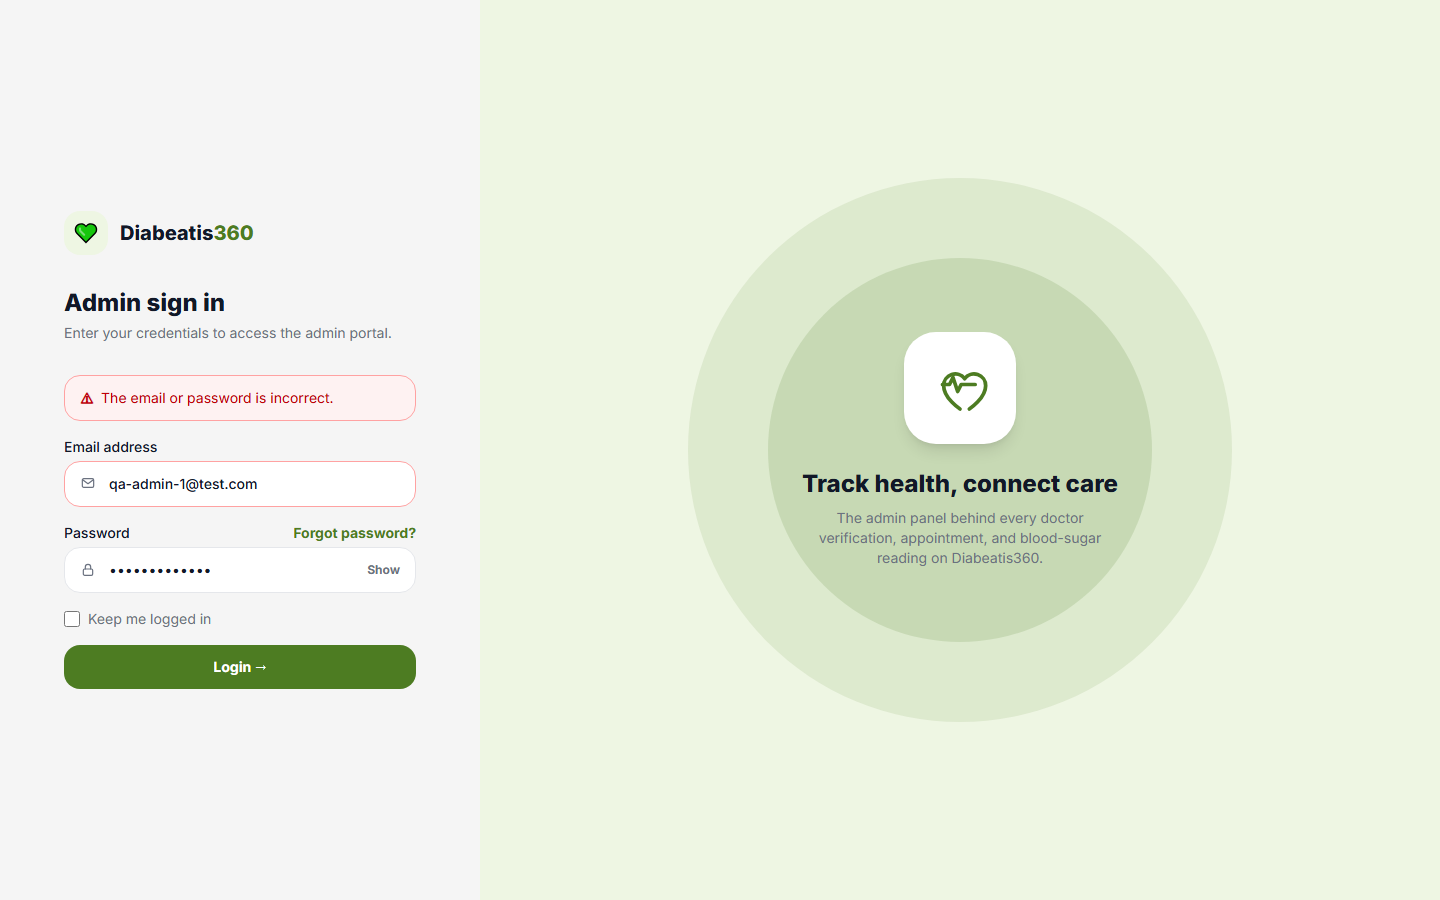 Diabeatis360
Admin sign in
Enter your credentials to access the admin portal.
The email or password is incorrect.
Email address
qa-admin-1@test.com
Password
Forgot password?
•••••••••••••
Show
Keep me logged in
Login →
Track health, connect care
The admin panel behind every doctor
verification, appointment, and blood-sugar
reading on Diabeatis360.